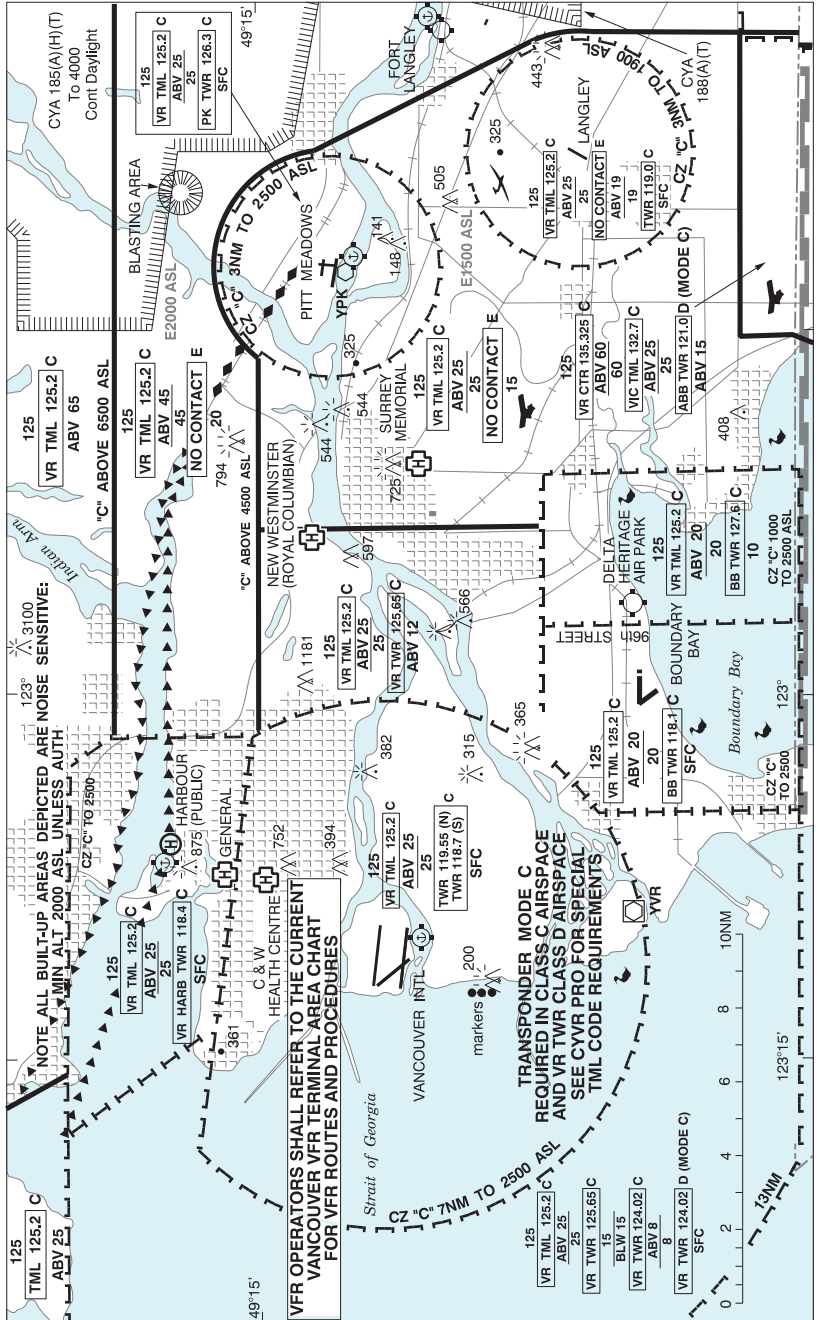 125
TML 125.2 C
ABV 25
NOTE ALL BUILT-UP AREAS DEPICTED ARE NOISE SENSITIVE:
MIN ALT 2000 ASL UNLESS AUTH
CZ "C" TO 2500
123°
3100
Indian Arm
125
VR TML 125.2 C
ABV 65
"C" ABOVE 6500 ASL
BLASTING AREA
E2000 ASL
CYA 185(A)(H)(T)
To 4000
Cont Daylight
49°15'
125
VR TML 125.2 C
ABV 25
25
PK TWR 126.3 C
SFC
125
VR TML 125.2 C
ABV 45
45
NO CONTACT E
20
794
"C" ABOVE 4500 ASL
CZ "C" 3NM TO 2500 ASL
PITT MEADOWS
YPK
141
148
325
FORT
LANGLEY
125
VR TML 125.2 C
ABV 25
25
VR HARB TWR 118.4 C
SFC
HARBOUR
(PUBLIC)
875
GENERAL
361
C & W
HEALTH CENTRE
752
394
1181
NEW WESTMINSTER
(ROYAL COLUMBIAN)
544
544
597
SURREY
MEMORIAL
725
505
E1500 ASL
443
CYA
188(A)(T)
49°15'
VFR OPERATORS SHALL REFER TO THE CURRENT
VANCOUVER VFR TERMINAL AREA CHART
FOR VFR ROUTES AND PROCEDURES
125
VR TML 125.2 C
ABV 25
25
VR TWR 125.65 C
ABV 12
125
VR TML 125.2 C
ABV 25
25
NO CONTACT E
15
325
LANGLEY
CZ "C" 3NM TO 1900 ASL
125
VR TML 125.2 C
ABV 25
25
NO CONTACT E
ABV 19
19
TWR 119.0 C
SFC
Strait of Georgia
VANCOUVER INTL
125
VR TML 125.2 C
ABV 25
25
TWR 119.55 (N) C
TWR 118.7 (S)
SFC
382
315
365
566
200
markers
TRANSPONDER MODE C
REQUIRED IN CLASS C AIRSPACE
AND VR TWR CLASS D AIRSPACE
SEE CYVR PRO FOR SPECIAL
TML CODE REQUIREMENTS
125
VR CTR 135.325 C
ABV 60
60
VIC TML 132.7 C
ABV 25
25
ABB TWR 121.0 D (MODE C)
ABV 15
408
CZ "C" 7NM TO 2500 ASL
125
VR TML 125.2 C
ABV 25
25
VR TWR 125.65 C
15
BLW 15
VR TWR 124.02 C
ABV 8
8
VR TWR 124.02 D (MODE C)
SFC
YVR
125
VR TML 125.2 C
ABV 20
20
BB TWR 118.1 C
SFC
96th STREET
BOUNDARY
BAY
DELTA
HERITAGE
AIR PARK
125
VR TML 125.2 C
ABV 20
20
BB TWR 127.6 C
10
Boundary Bay
CZ "C"
TO 2500
CZ "C" 1000
TO 2500 ASL
0 2 4 6 8 10NM
13NM
123°15'
123°